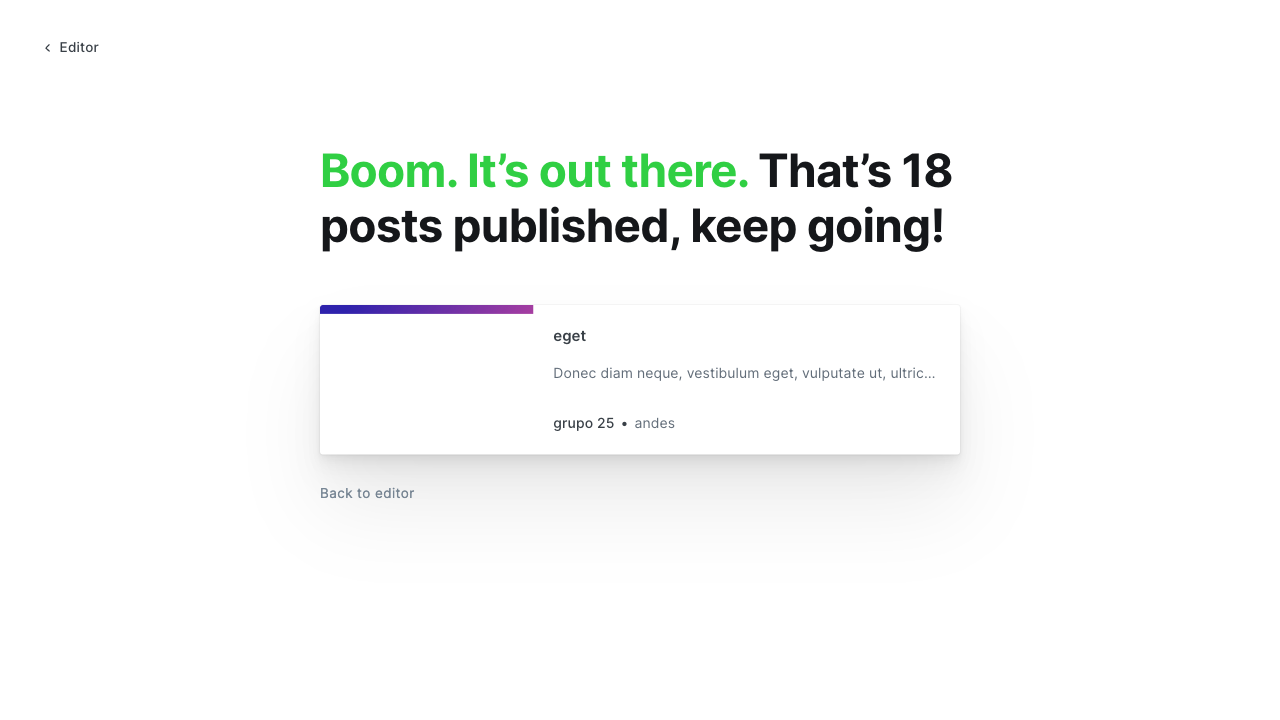 Editor
Boom. It’s out there. That’s 18
posts published, keep going!
eget
Donec diam neque, vestibulum eget, vulputate ut, ultric...
grupo 25 • andes
Back to editor